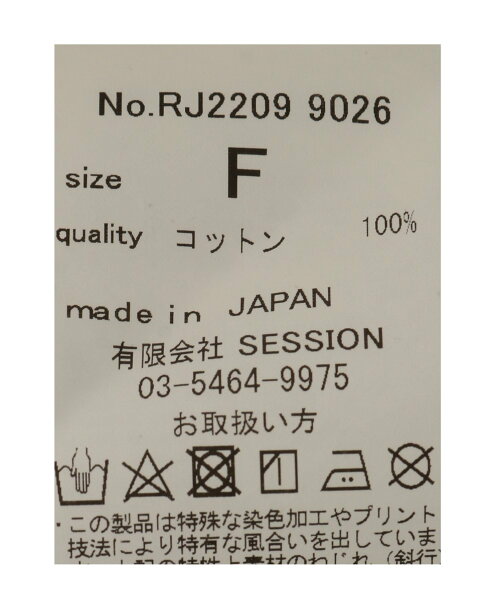 No.RJ2209 9026
size F
quality コットン 100%
made in JAPAN
有限会社 SESSION
03-5464-9975
お取扱い方
・この製品は特殊な染色加工やプリント
技法により特有な風合いを出していま